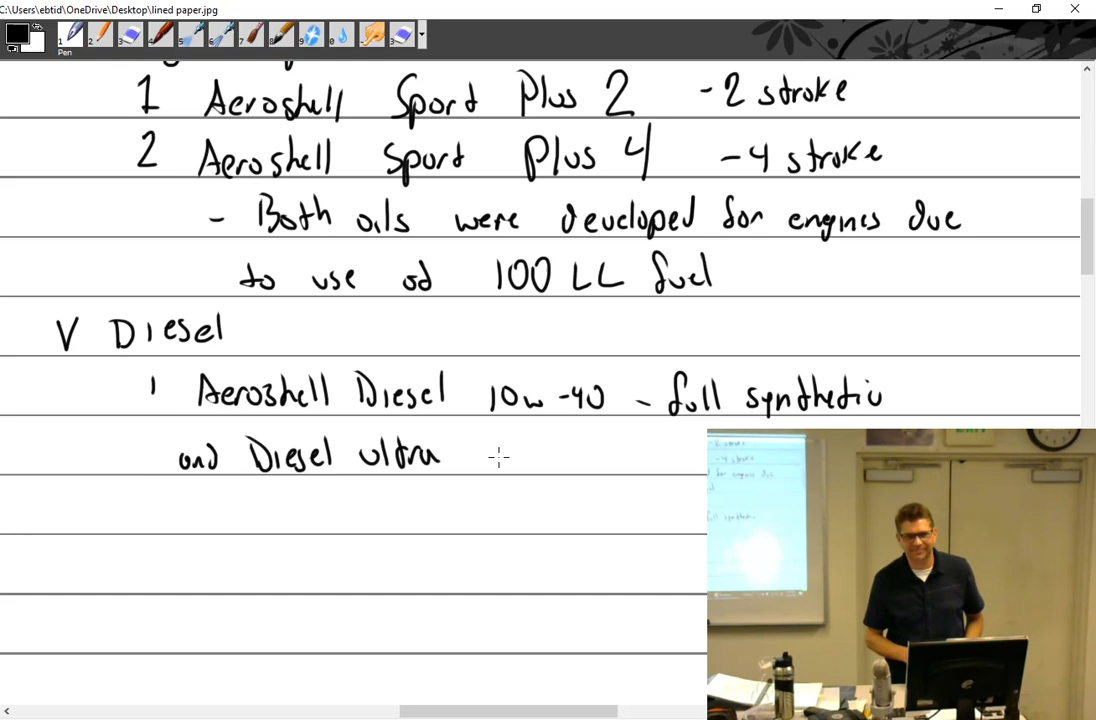 C:\Users\ebtid\OneDrive\Desktop\lined paper.jpg
Pen
1 Aeroshell Sport Plus 2 - 2 stroke
2 Aeroshell Sport Plus 4 - 4 stroke
- Both oils were developed for engines due
to use of 100 LL fuel
V Diesel
1 Aeroshell Diesel 10w-40 - full synthetic
and Diesel ultra